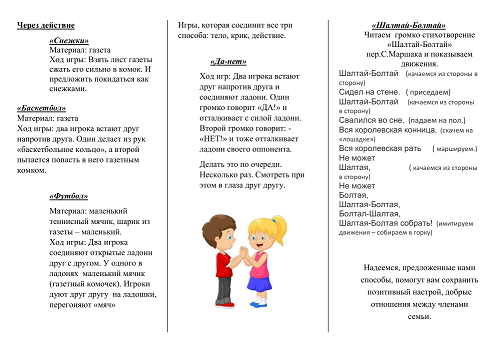 Через действие
«Снежки»
Материал: газета
Ход игры: Взять лист газеты
сжать его сильно в комок. И
предложить покидаться как
снежками.
«Баскетбол»
Материал: газета
Ход игры: два игрока встают друг
напротив друга. Один делает из рук
«баскетбольное кольцо», а второй
пытается попасть в него газетным
комком.
«Футбол»
Материал: маленький
теннисный мячик, шарик из
газеты – маленький.
Ход игры: Два игрока
соединяют открытые ладони
друг с другом. У одного в
ладонях маленький мячик
(газетный комочек). Игроки
дуют друг другу на ладошки,
перегоняют «мяч»
Игры, которая соединит все три
способа: тело, крик, действие.
«Да-нет»
Ход игр: Два игрока встают
друг напротив друга и
соединяют ладони. Один
громко говорит «ДА!» и
отталкивает с силой ладони.
Второй громко говорит: -
«НЕТ!» и тоже отталкивает
ладони своего оппонента.
Делать это по очереди.
Несколько раз. Смотреть при
этом в глаза друг другу.
«Шалтай-Болтай»
Читаем громко стихотворение
«Шалтай-Болтай»
пер.С.Маршака и показываем
движения.
Шалтай-Болтай (качаемся из стороны в
сторону)
Сидел на стене. ( приседаем)
Шалтай-Болтай (качаемся из стороны в
сторону)
Свалился во сне. (падаем на пол.)
Вся королевская конница, (скачем на
«лошадке»)
Вся королевская рать ( маршируем.)
Не может
Шалтая, ( качаемся из стороны
в сторону)
Не может
Болтая,
Шалтая-Болтая,
Болтай-Шалтая,
Шалтая-Болтая собрать! (имитируем
движения – собираем в горку)
Надеемся, предложенные нами
способы, помогут вам сохранить
позитивный настрой, добрые
отношения между членами
семьи.